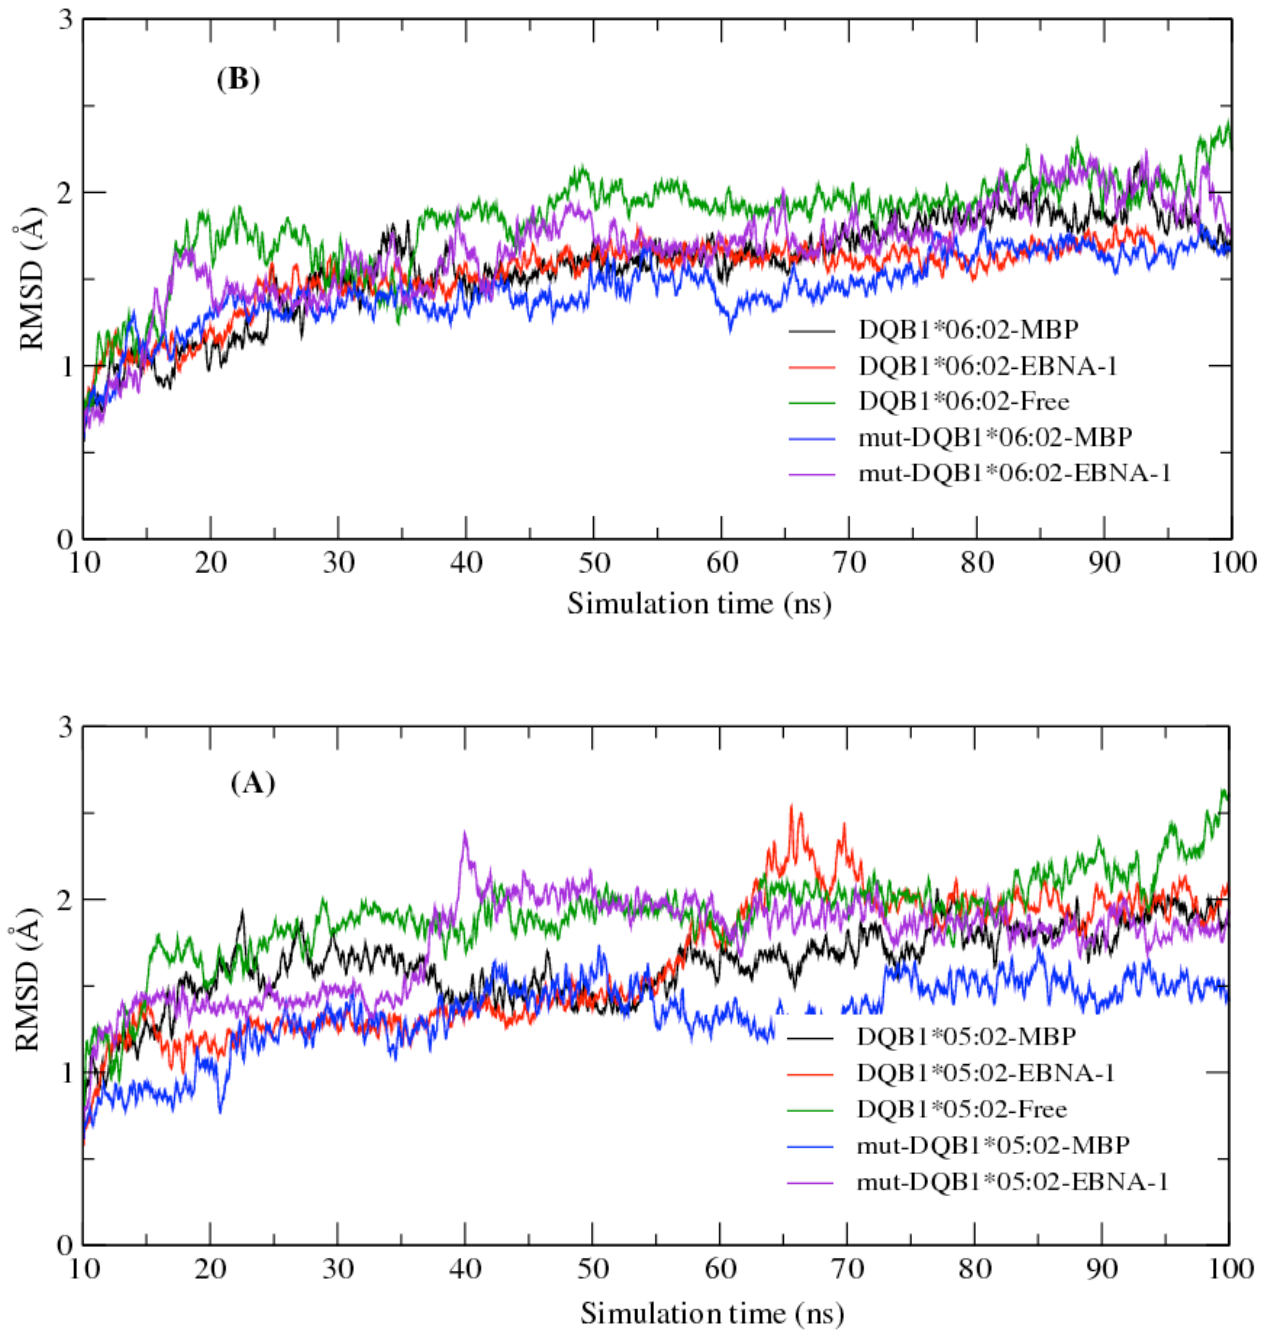 3
(B)
2
RMSD (Å)
DQB1*06:02-MBP
1
DQB1*06:02-EBNA-1
DQB1*06:02-Free
mut-DQB1*06:02-MBP
mut-DQB1*06:02-EBNA-1
0
10 20 30 40 50 60 70 80 90 100
Simulation time (ns)
3
(A)
2
RMSD (Å)
DQB1*05:02-MBP
1
DQB1*05:02-EBNA-1
DQB1*05:02-Free
mut-DQB1*05:02-MBP
mut-DQB1*05:02-EBNA-1
0
10 20 30 40 50 60 70 80 90 100
Simulation time (ns)